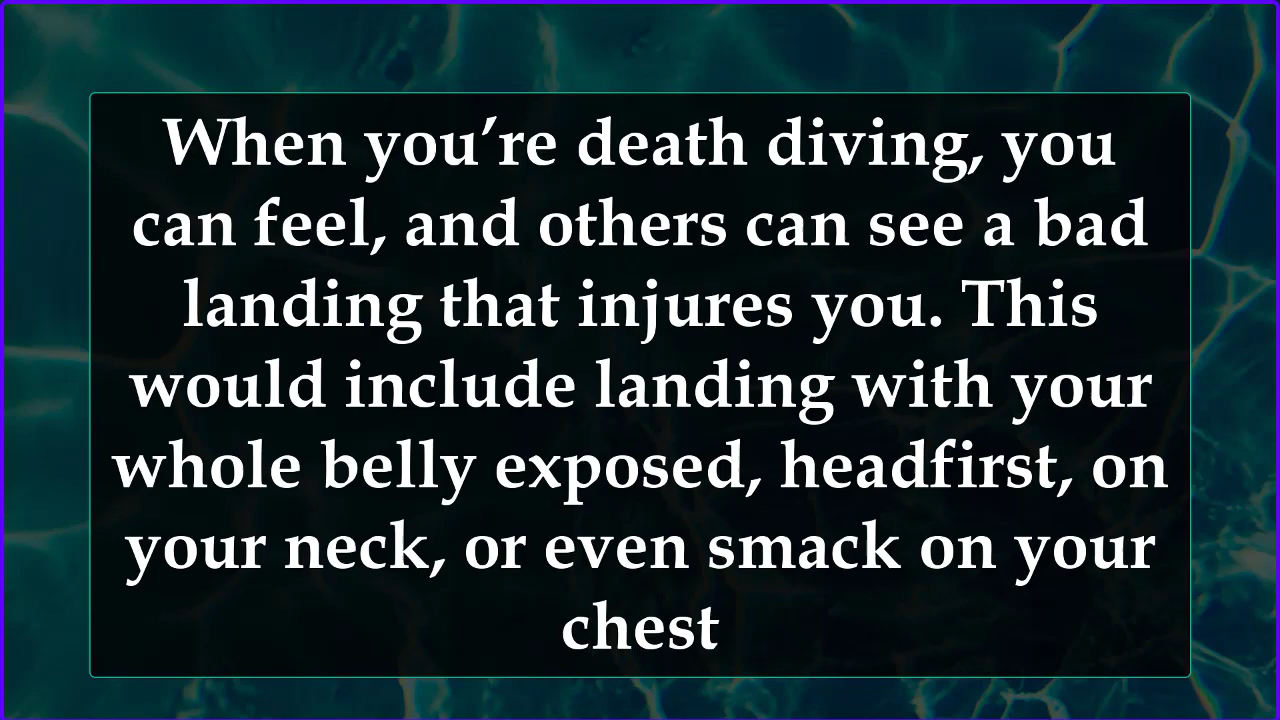 When you’re death diving, you
can feel, and others can see a bad
landing that injures you. This
would include landing with your
whole belly exposed, headfirst, on
your neck, or even smack on your
chest